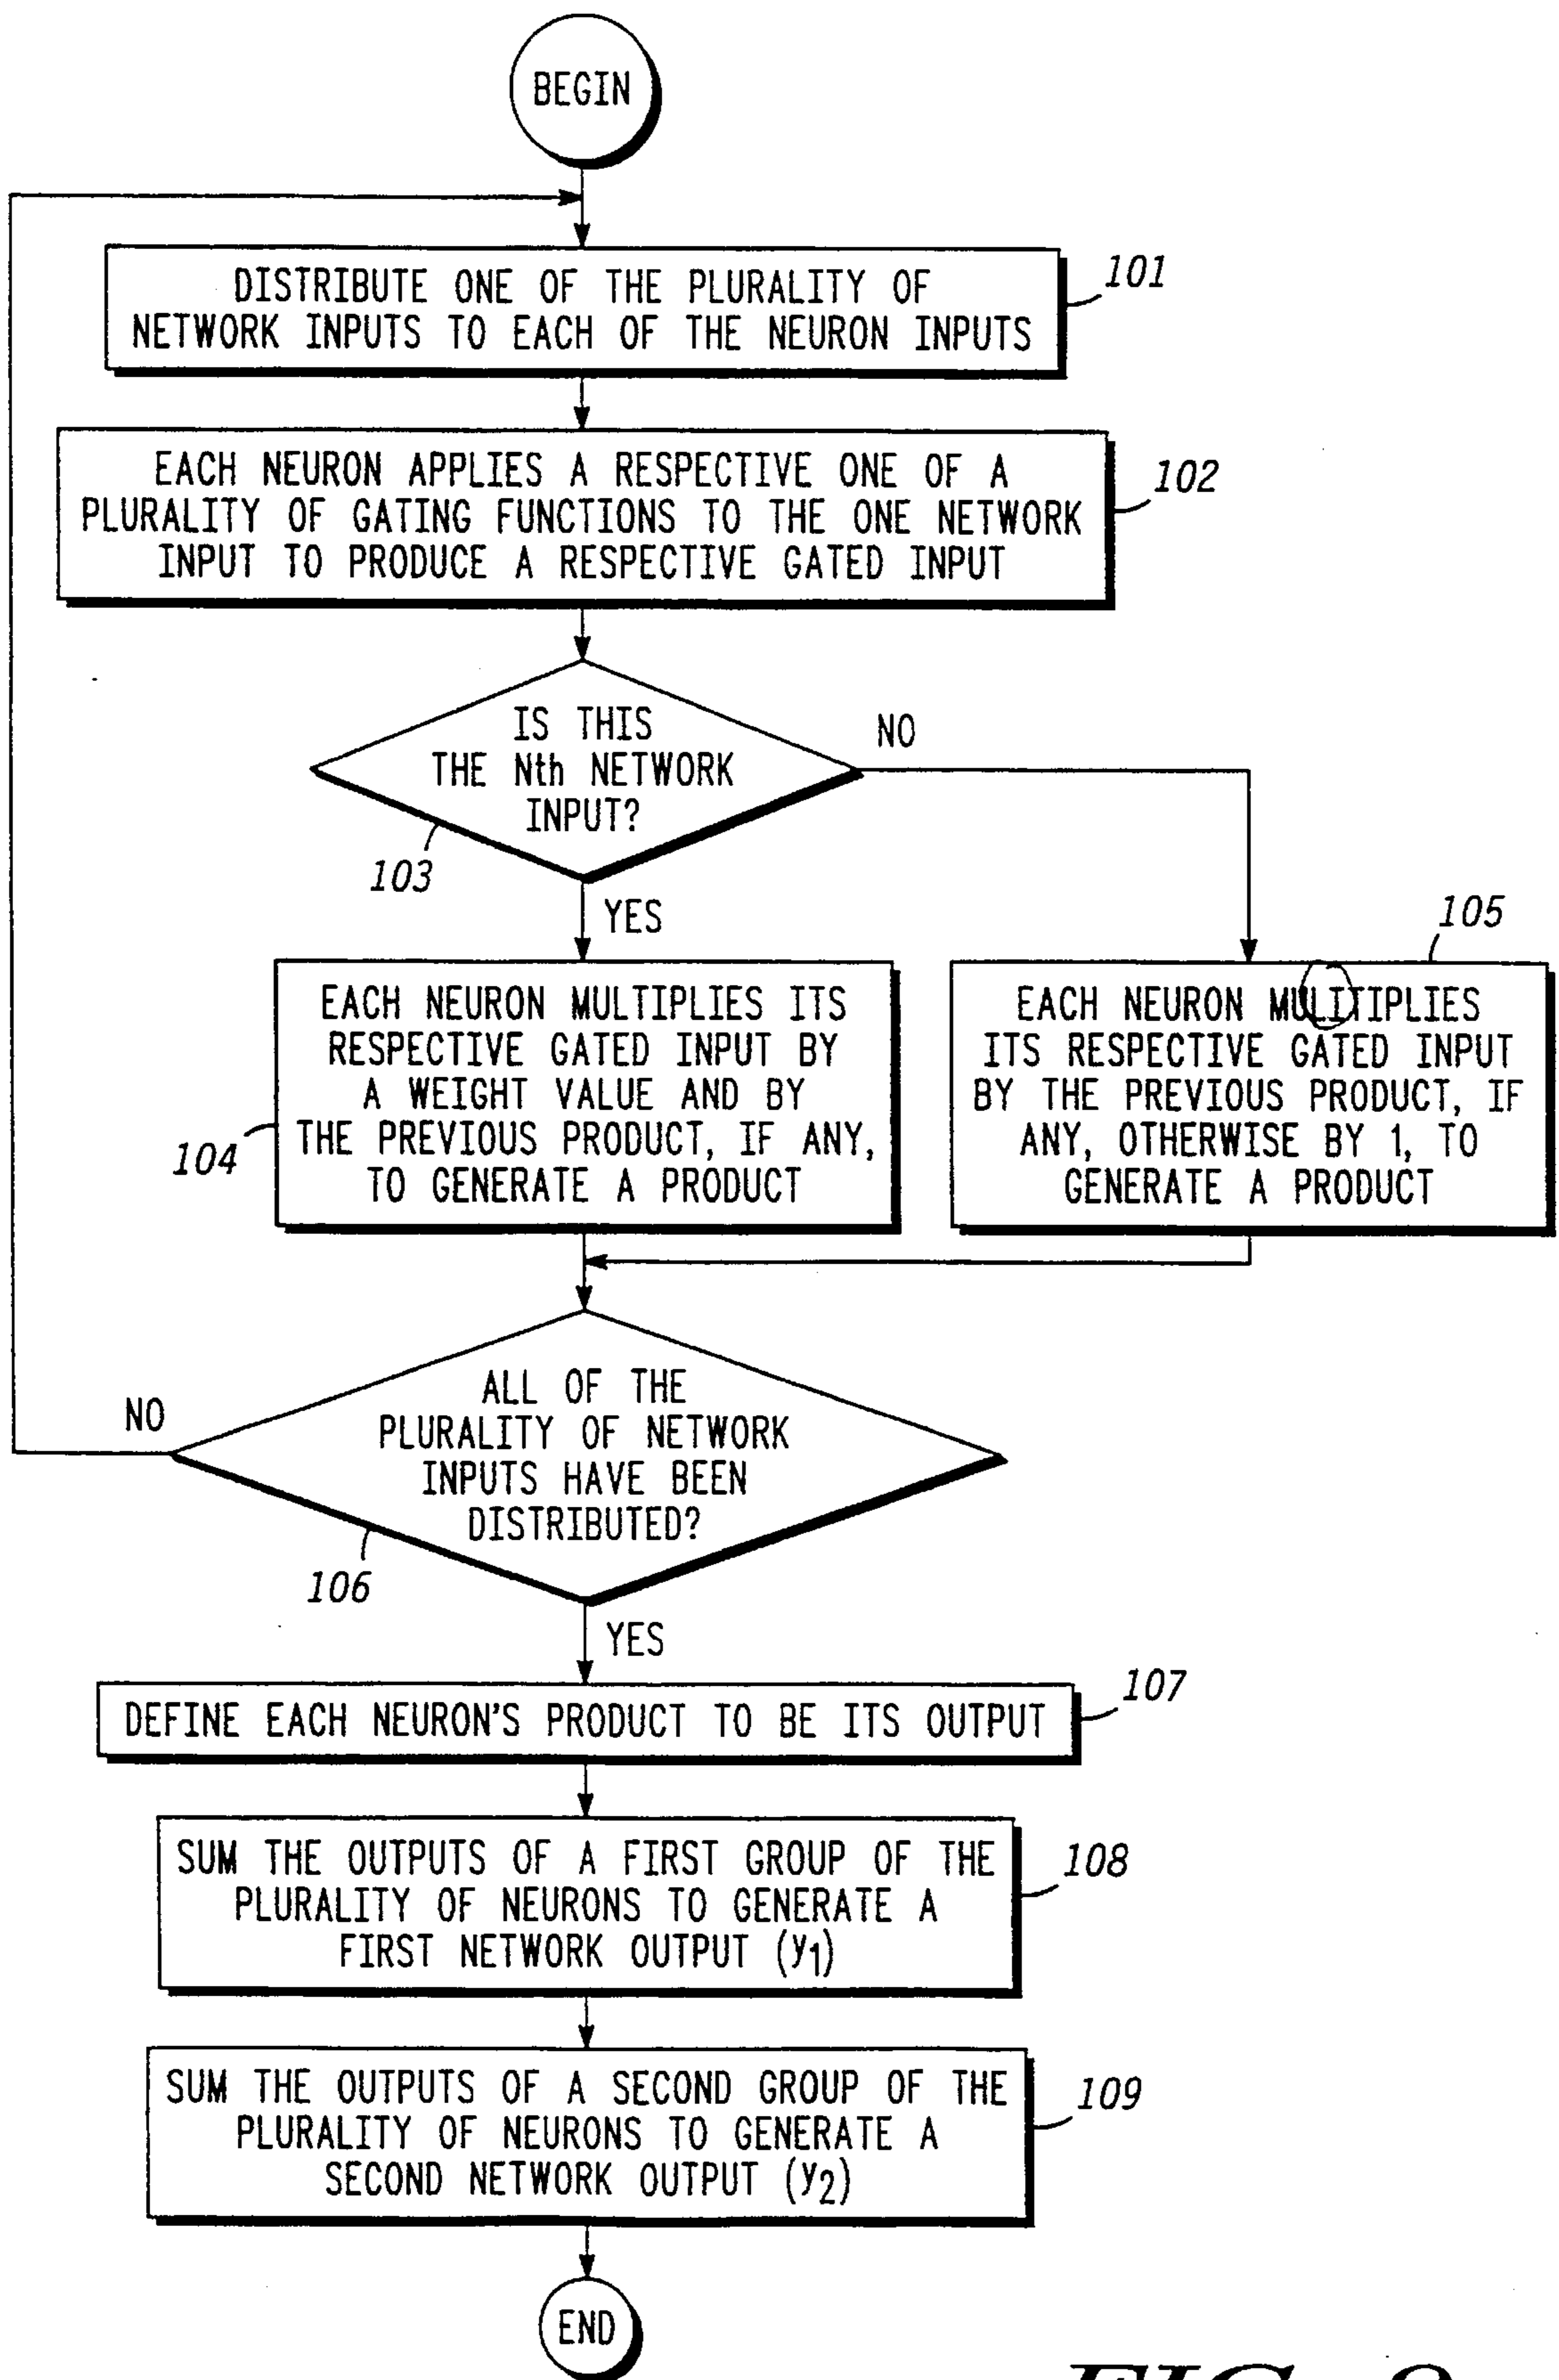 BEGIN
DISTRIBUTE ONE OF THE PLURALITY OF
NETWORK INPUTS TO EACH OF THE NEURON INPUTS
101
EACH NEURON APPLIES A RESPECTIVE ONE OF A
PLURALITY OF GATING FUNCTIONS TO THE ONE NETWORK
INPUT TO PRODUCE A RESPECTIVE GATED INPUT
102
IS THIS
THE Nth NETWORK
INPUT?
103
NO
YES
EACH NEURON MULTIPLIES ITS
RESPECTIVE GATED INPUT BY
A WEIGHT VALUE AND BY
THE PREVIOUS PRODUCT, IF ANY,
TO GENERATE A PRODUCT
104
105
EACH NEURON MULITIPLIES
ITS RESPECTIVE GATED INPUT
BY THE PREVIOUS PRODUCT, IF
ANY, OTHERWISE BY 1, TO
GENERATE A PRODUCT
ALL OF THE
PLURALITY OF NETWORK
INPUTS HAVE BEEN
DISTRIBUTED?
NO
106
YES
DEFINE EACH NEURON'S PRODUCT TO BE ITS OUTPUT
107
SUM THE OUTPUTS OF A FIRST GROUP OF THE
PLURALITY OF NEURONS TO GENERATE A
FIRST NETWORK OUTPUT (y1)
108
SUM THE OUTPUTS OF A SECOND GROUP OF THE
PLURALITY OF NEURONS TO GENERATE A
SECOND NETWORK OUTPUT (y2)
109
END